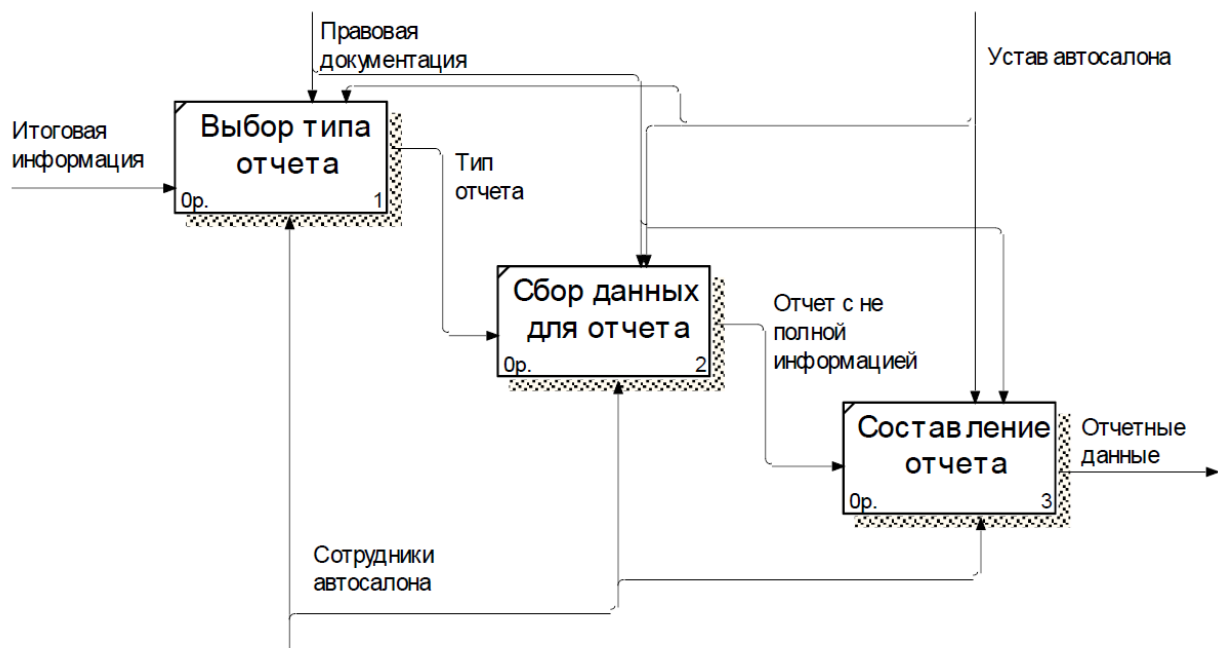 Правовая
документация
Устав автосалона
Итоговая
информация
Выбор типа
отчета
0р.
1
Тип
отчета
Сбор данных
для отчета
0р.
2
Отчет с не
полной
информацией
Составление
отчета
0р.
3
Отчетные
данные
Сотрудники
автосалона